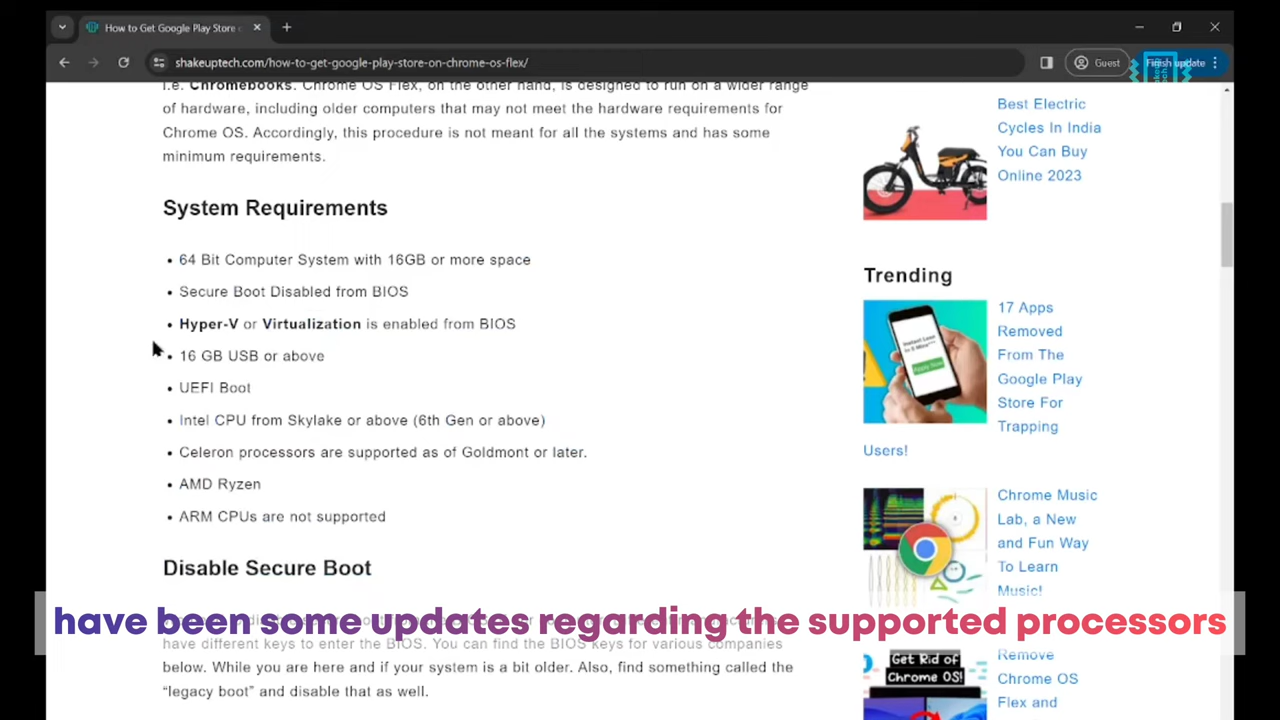 How to Get Google Play Store
shakeuptech.com/how-to-get-google-play-store-on-chrome-os-flex/
Guest
Finish update
i.e. Chromebooks. Chrome OS Flex, on the other hand, is designed to run on a wider range
of hardware, including older computers that may not meet the hardware requirements for
Chrome OS. Accordingly, this procedure is not meant for all the systems and has some
minimum requirements.
System Requirements
64 Bit Computer System with 16GB or more space
Secure Boot Disabled from BIOS
Hyper-V or Virtualization is enabled from BIOS
16 GB USB or above
UEFI Boot
Intel CPU from Skylake or above (6th Gen or above)
Celeron processors are supported as of Goldmont or later.
AMD Ryzen
ARM CPUs are not supported
Disable Secure Boot
have been some updates regarding the supported processors
have different keys to enter the BIOS. You can find the BIOS keys for various companies
below. While you are here and if your system is a bit older. Also, find something called the
“legacy boot” and disable that as well.
Best Electric
Cycles In India
You Can Buy
Online 2023
Trending
Instant Loan
in 5 Mins
Apply Now
17 Apps
Removed
From The
Google Play
Store For
Trapping
Users!
Chrome Music
Lab, a New
and Fun Way
To Learn
Music!
Get Rid of
Chrome OS!
Remove
Chrome OS
Flex and